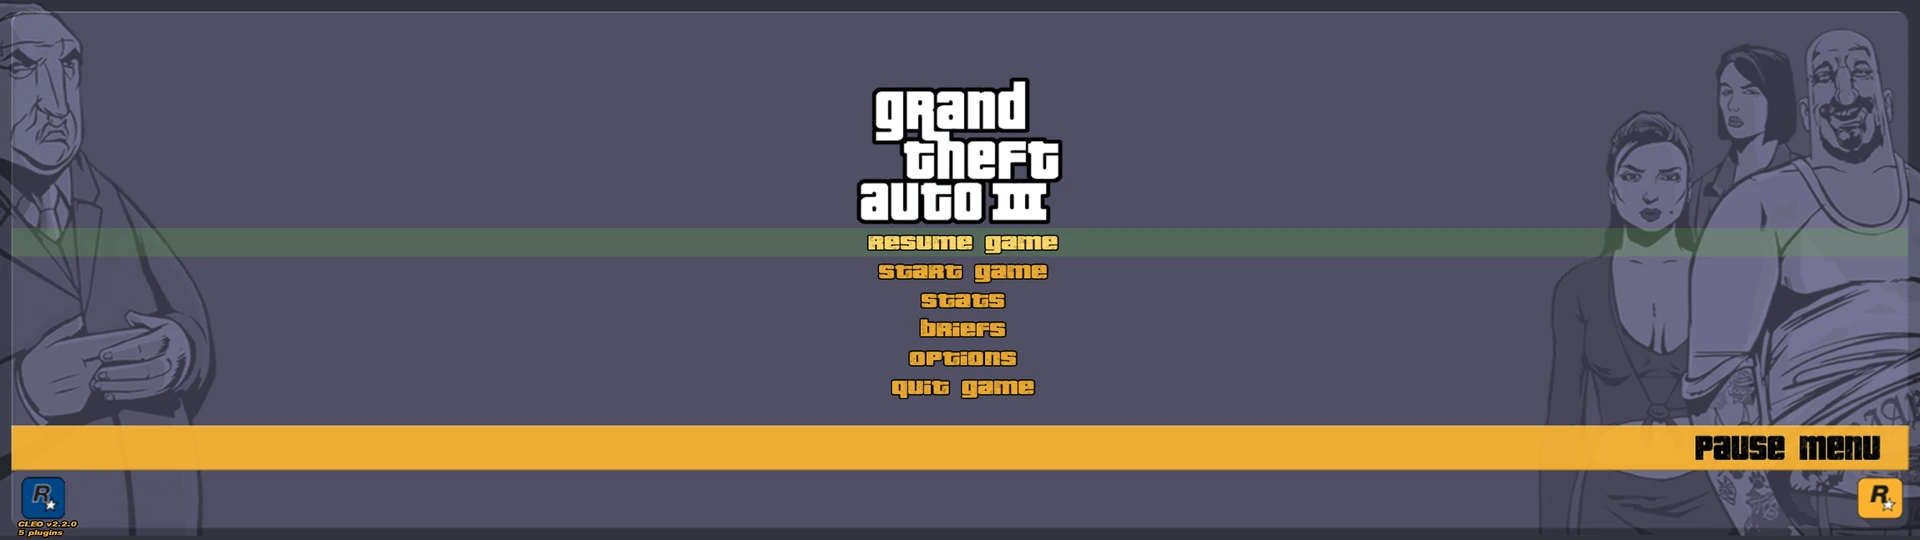 grand
theft
auto III
Resume game
Start game
Stats
Briefs
Options
Quit game
Pause menu
R
CLEO v2.2.0
5 plugins
R